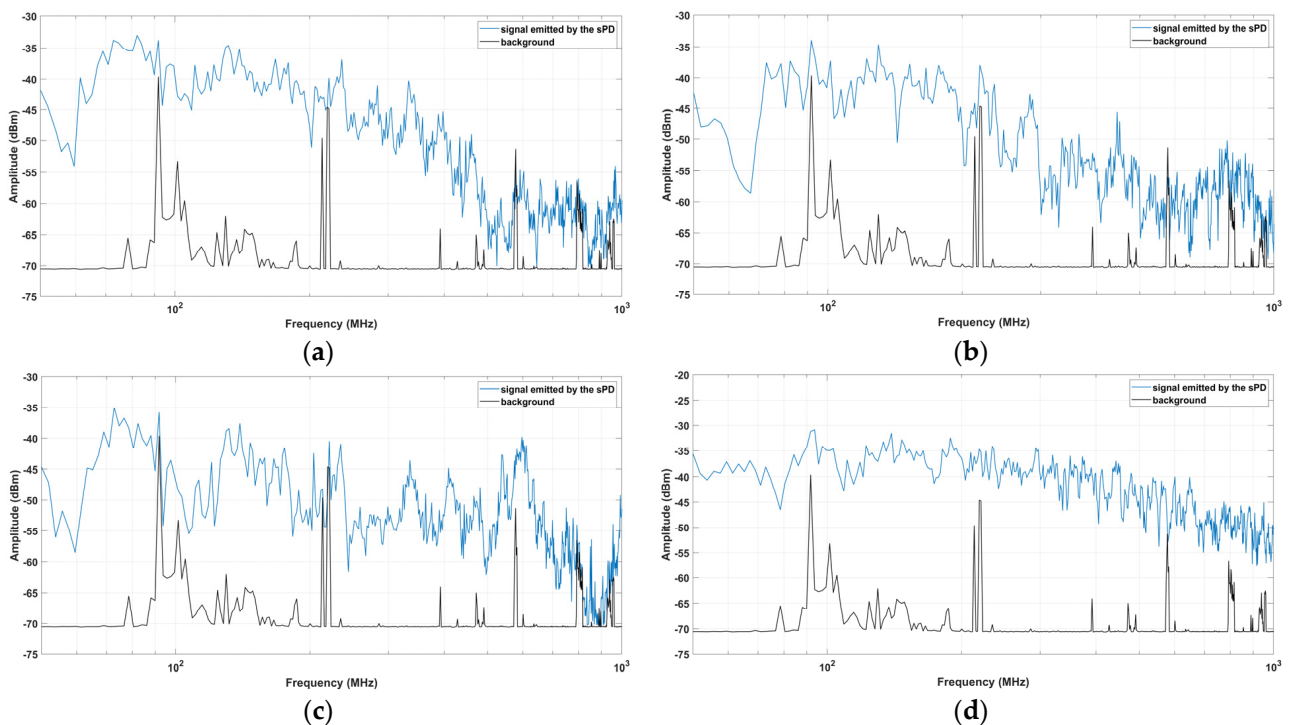 signal emitted by the sPD
background
Amplitude (dBm)
-30
-35
-40
-45
-50
-55
-60
-65
-70
-75
10²
10³
Frequency (MHz)
(a)
signal emitted by the sPD
background
Amplitude (dBm)
-30
-35
-40
-45
-50
-55
-60
-65
-70
-75
10²
10³
Frequency (MHz)
(b)
signal emitted by the sPD
background
Amplitude (dBm)
-30
-35
-40
-45
-50
-55
-60
-65
-70
-75
10²
10³
Frequency (MHz)
(c)
signal emitted by the sPD
background
Amplitude (dBm)
-20
-25
-30
-35
-40
-45
-50
-55
-60
-65
-70
-75
10²
10³
Frequency (MHz)
(d)